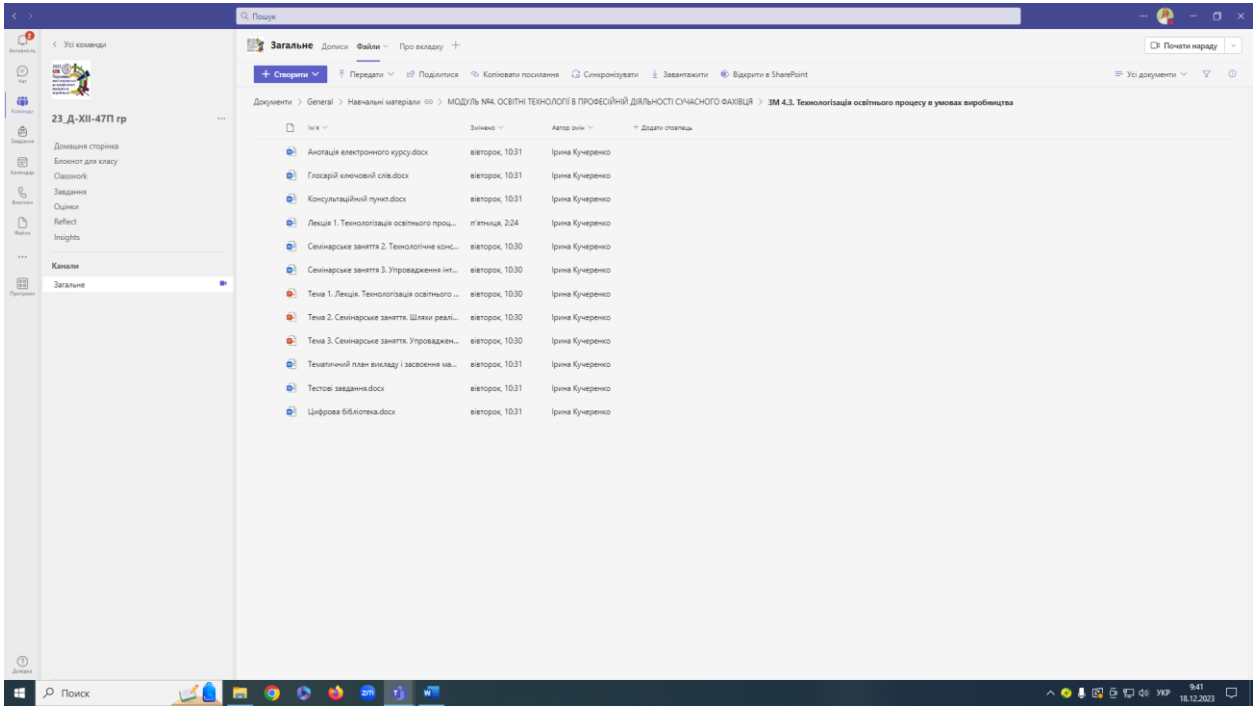 Пошук
Активність
Чат
Команди
Завдання
Календар
Виклики
Файли
Програми
Довідка
Усі команди
23_Д-ХІІ-47П гр
Домашня сторінка
Блокнот для класу
Classwork
Завдання
Оцінки
Reflect
Insights
Канали
Загальне
Загальне Дописи Файли Про вкладку
Почати нараду
Створити Передати Поділитися Копіювати посилання Синхронізувати Завантажити Відкрити в SharePoint Усі документи
Документи > General > Навчальні матеріали > МОДУЛЬ №4. ОСВІТНІ ТЕХНОЛОГІЇ В ПРОФЕСІЙНІЙ ДІЯЛЬНОСТІ СУЧАСНОГО ФАХІВЦЯ > ЗМ 4.3. Технологізація освітнього процесу в умовах виробництва
Ім'я Змінено Автор змін + Додати стовпець
Анотація електронного курсу.docx вівторок, 10:31 Ірина Кучеренко
Глосарій ключовий слів.docx вівторок, 10:31 Ірина Кучеренко
Консультаційний пункт.docx вівторок, 10:31 Ірина Кучеренко
Лекція 1. Технологізація освітнього проц... п'ятниця, 2:24 Ірина Кучеренко
Семінарське заняття 2. Технологічне конс... вівторок, 10:30 Ірина Кучеренко
Семінарське заняття 3. Упровадження інт... вівторок, 10:30 Ірина Кучеренко
Тема 1. Лекція. Технологізація освітнього ... вівторок, 10:30 Ірина Кучеренко
Тема 2. Семінарське заняття. Шляхи реалі... вівторок, 10:30 Ірина Кучеренко
Тема 3. Семінарське заняття. Упроваджен... вівторок, 10:30 Ірина Кучеренко
Тематичний план викладу і засвоєння ма... вівторок, 10:31 Ірина Кучеренко
Тестові завдання.docx вівторок, 10:31 Ірина Кучеренко
Цифрова бібліотека.docx вівторок, 10:31 Ірина Кучеренко
Поиск
zm
УКР
9:41
18.12.2023